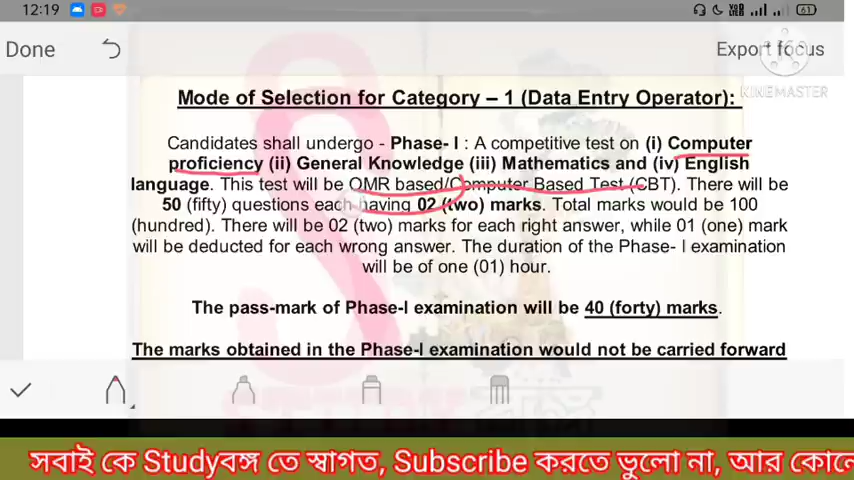 12:19
61
Done
Export focus
KINEMASTER
Mode of Selection for Category – 1 (Data Entry Operator):
Candidates shall undergo - Phase- I : A competitive test on (i) Computer
proficiency (ii) General Knowledge (iii) Mathematics and (iv) English
language. This test will be OMR based/Computer Based Test (CBT). There will be
50 (fifty) questions each having 02 (two) marks. Total marks would be 100
(hundred). There will be 02 (two) marks for each right answer, while 01 (one) mark
will be deducted for each wrong answer. The duration of the Phase- I examination
will be of one (01) hour.
The pass-mark of Phase-I examination will be 40 (forty) marks.
The marks obtained in the Phase-I examination would not be carried forward
সবাই কে Studyবঙ্গ তে স্বাগত, Subscribe করতে ভুলো না, আর কোনো